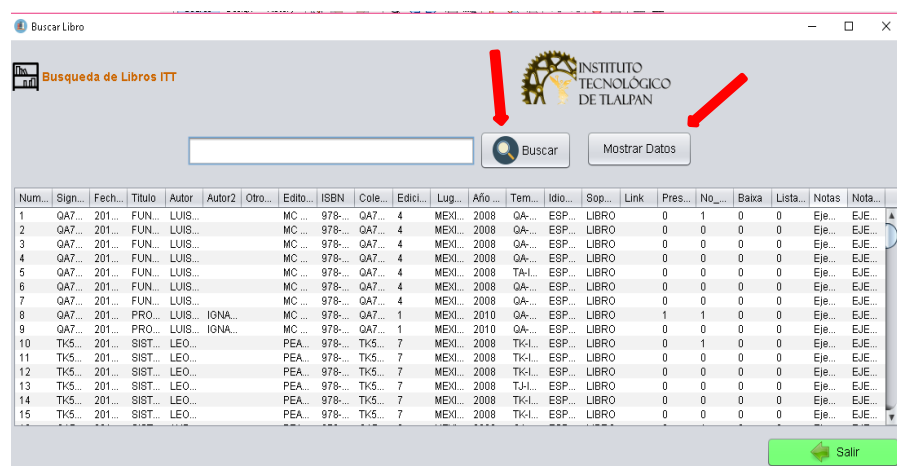 Buscar Libro
Busqueda de Libros ITT
INSTITUTO
TECNOLÓGICO
DE TLALPAN
Buscar
Mostrar Datos
Num... Sign... Fech... Titulo Autor Autor2 Otro... Edito... ISBN Cole... Edici... Lug... Año ... Tem... Idio... Sop... Link Pres... No_... Baixa Lista... Notas Nota...
1 QA7... 201... FUN... LUIS... MC ... 978-... QA7... 4 MEXI... 2008 QA-... ESP... LIBRO 0 1 0 0 Eje... EJE...
2 QA7... 201... FUN... LUIS... MC ... 978-... QA7... 4 MEXI... 2008 QA-... ESP... LIBRO 0 0 0 0 Eje... EJE...
3 QA7... 201... FUN... LUIS... MC ... 978-... QA7... 4 MEXI... 2008 QA-... ESP... LIBRO 0 0 0 0 Eje... EJE...
4 QA7... 201... FUN... LUIS... MC ... 978-... QA7... 4 MEXI... 2008 QA-... ESP... LIBRO 0 0 0 0 Eje... EJE...
5 QA7... 201... FUN... LUIS... MC ... 978-... QA7... 4 MEXI... 2008 TA-I... ESP... LIBRO 0 0 0 0 Eje... EJE...
6 QA7... 201... FUN... LUIS... MC ... 978-... QA7... 4 MEXI... 2008 QA-... ESP... LIBRO 0 0 0 0 Eje... EJE...
7 QA7... 201... FUN... LUIS... MC ... 978-... QA7... 4 MEXI... 2008 QA-... ESP... LIBRO 0 0 0 0 Eje... EJE...
8 QA7... 201... PRO... LUIS... IGNA... MC ... 978-... QA7... 1 MEXI... 2010 QA-... ESP... LIBRO 1 1 0 0 Eje... EJE...
9 QA7... 201... PRO... LUIS... IGNA... MC ... 978-... QA7... 1 MEXI... 2010 QA-... ESP... LIBRO 0 0 0 0 Eje... EJE...
10 TK5... 201... SIST... LEO... PEA... 978-... TK5... 7 MEXI... 2008 TK-I... ESP... LIBRO 0 1 0 0 Eje... EJE...
11 TK5... 201... SIST... LEO... PEA... 978-... TK5... 7 MEXI... 2008 TK-I... ESP... LIBRO 0 0 0 0 Eje... EJE...
12 TK5... 201... SIST... LEO... PEA... 978-... TK5... 7 MEXI... 2008 TK-I... ESP... LIBRO 0 0 0 0 Eje... EJE...
13 TK5... 201... SIST... LEO... PEA... 978-... TK5... 7 MEXI... 2008 TJ-I... ESP... LIBRO 0 0 0 0 Eje... EJE...
14 TK5... 201... SIST... LEO... PEA... 978-... TK5... 7 MEXI... 2008 TK-I... ESP... LIBRO 0 0 0 0 Eje... EJE...
15 TK5... 201... SIST... LEO... PEA... 978-... TK5... 7 MEXI... 2008 TK-I... ESP... LIBRO 0 0 0 0 Eje... EJE...
Salir